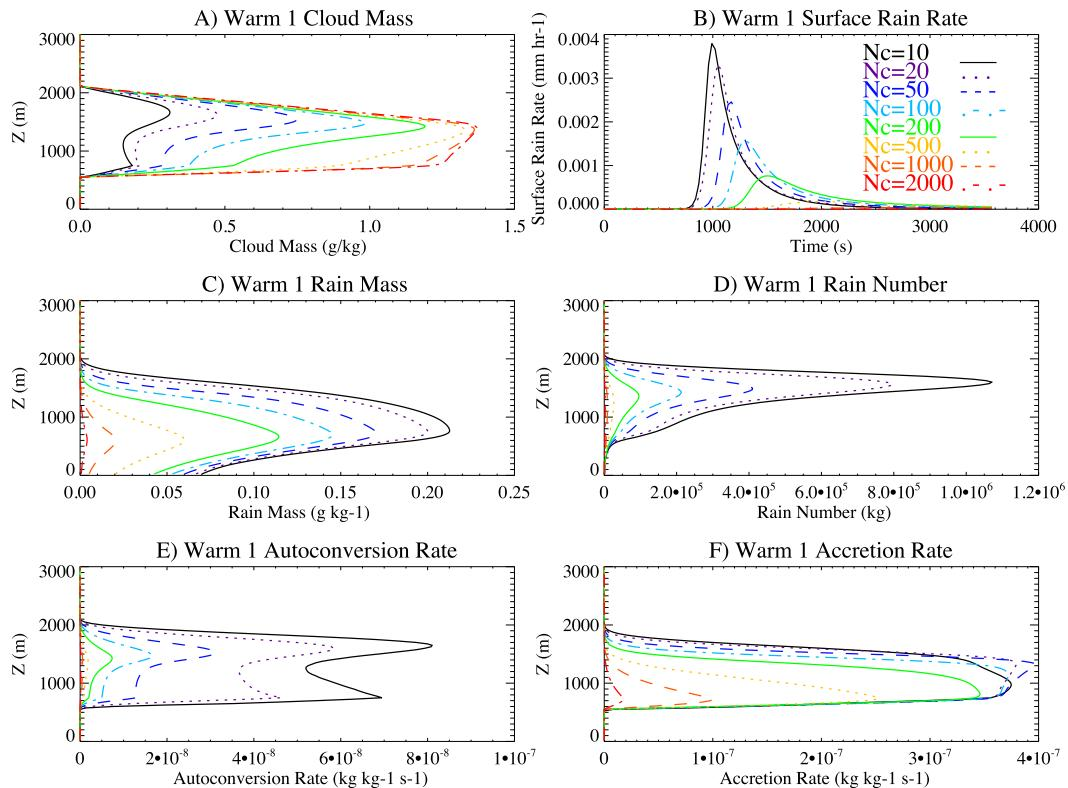 A) Warm 1 Cloud Mass
3000
2000
1000
0
Z (m)
0.0 0.5 1.0 1.5
Cloud Mass (g/kg)
B) Warm 1 Surface Rain Rate
0.004
0.003
0.002
0.001
0.000
Surface Rain Rate (mm hr-1)
Nc=10
Nc=20
Nc=50
Nc=100
Nc=200
Nc=500
Nc=1000
Nc=2000
0 1000 2000 3000 4000
Time (s)
C) Warm 1 Rain Mass
3000
2000
1000
0
Z (m)
0.00 0.05 0.10 0.15 0.20 0.25
Rain Mass (g kg-1)
D) Warm 1 Rain Number
3000
2000
1000
0
Z (m)
0 2.0•10⁵ 4.0•10⁵ 6.0•10⁵ 8.0•10⁵ 1.0•10⁶ 1.2•10⁶
Rain Number (kg)
E) Warm 1 Autoconversion Rate
3000
2000
1000
0
Z (m)
0 2•10⁻⁸ 4•10⁻⁸ 6•10⁻⁸ 8•10⁻⁸ 1•10⁻⁷
Autoconversion Rate (kg kg-1 s-1)
F) Warm 1 Accretion Rate
3000
2000
1000
0
Z (m)
0 1•10⁻⁷ 2•10⁻⁷ 3•10⁻⁷ 4•10⁻⁷
Accretion Rate (kg kg-1 s-1)